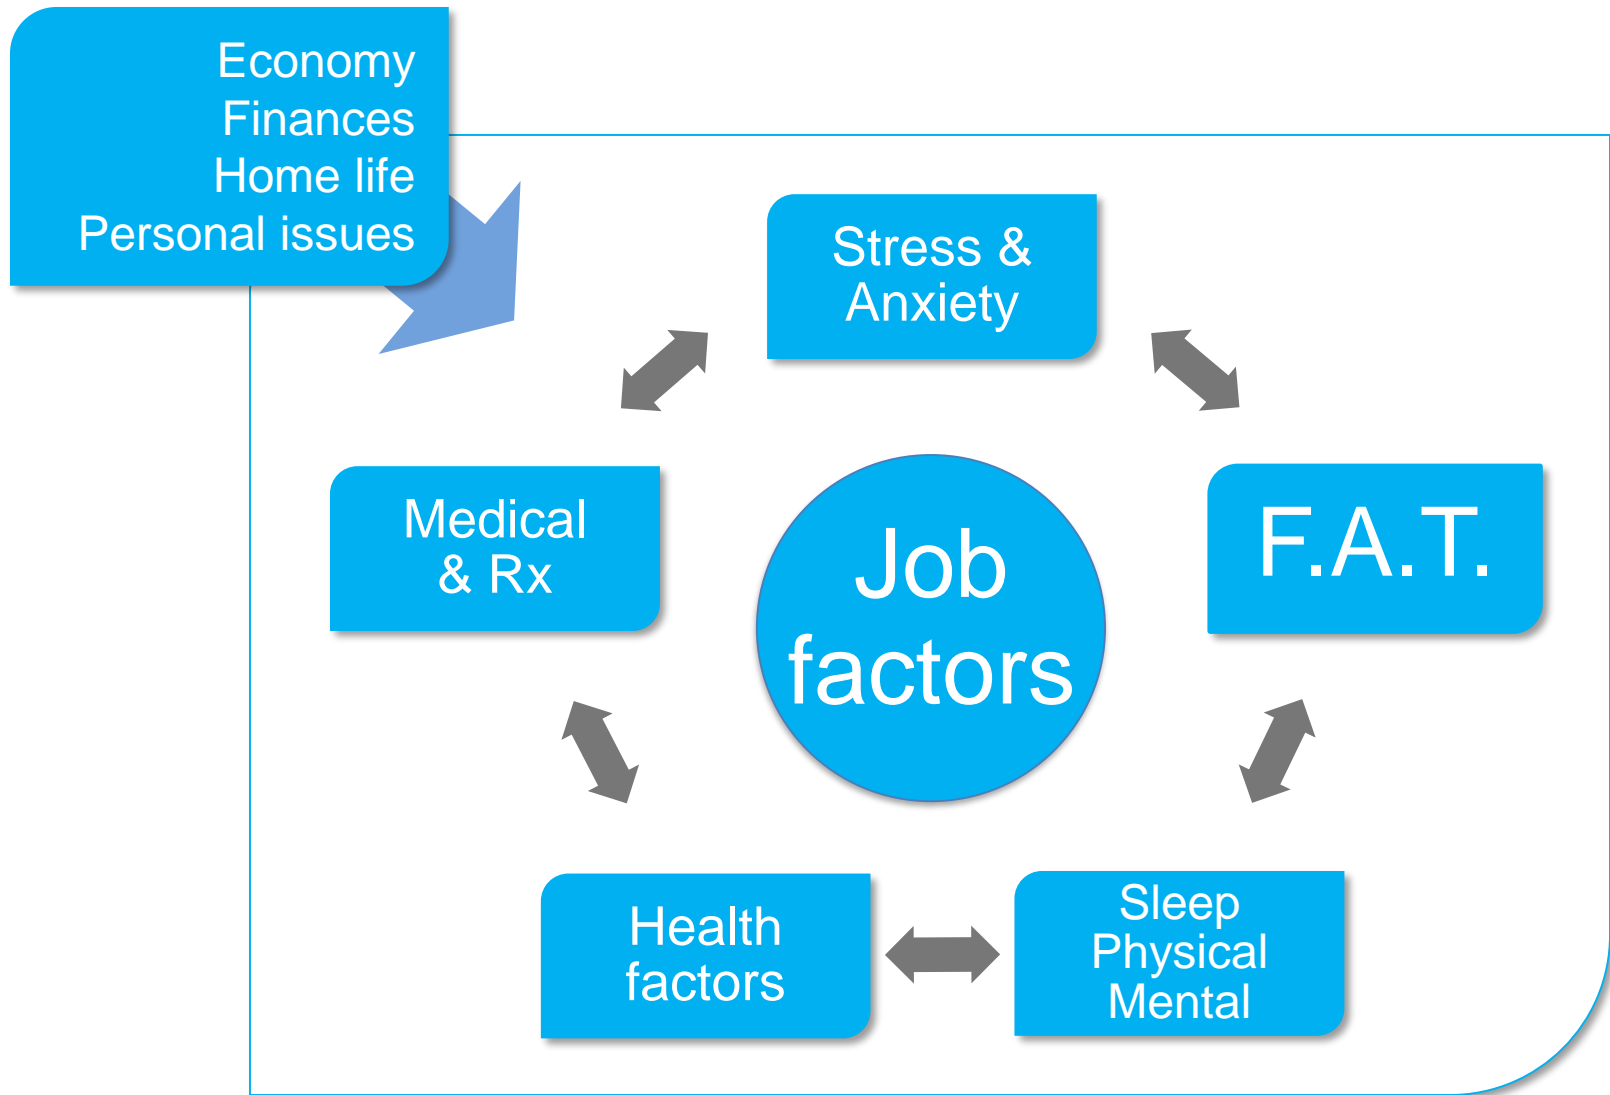 Economy
Finances
Home life
Personal issues
Stress &
Anxiety
Medical
& Rx
Job
factors
F.A.T.
Health
factors
Sleep
Physical
Mental